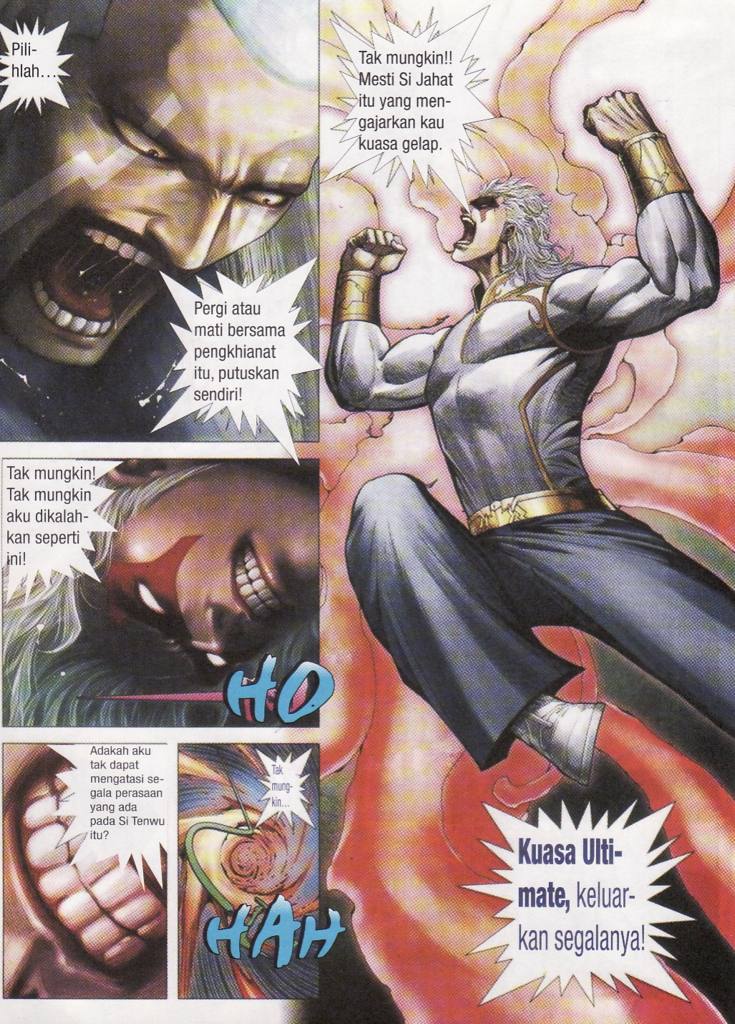 Pili-
hlah...
Pergi atau
mati bersama
pengkhianat
itu, putuskan
sendiri!
Tak mungkin!!
Mesti Si Jahat
itu yang men-
gajarkan kau
kuasa gelap.
Tak mungkin!
Tak mungkin
aku dikalah-
kan seperti
ini!
HO
Adakah aku
tak dapat
mengatasi se-
gala perasaan
yang ada
pada Si Tenwu
itu?
Tak
mung-
kin...
HAH
Kuasa Ulti-
mate, keluar-
kan segalanya!